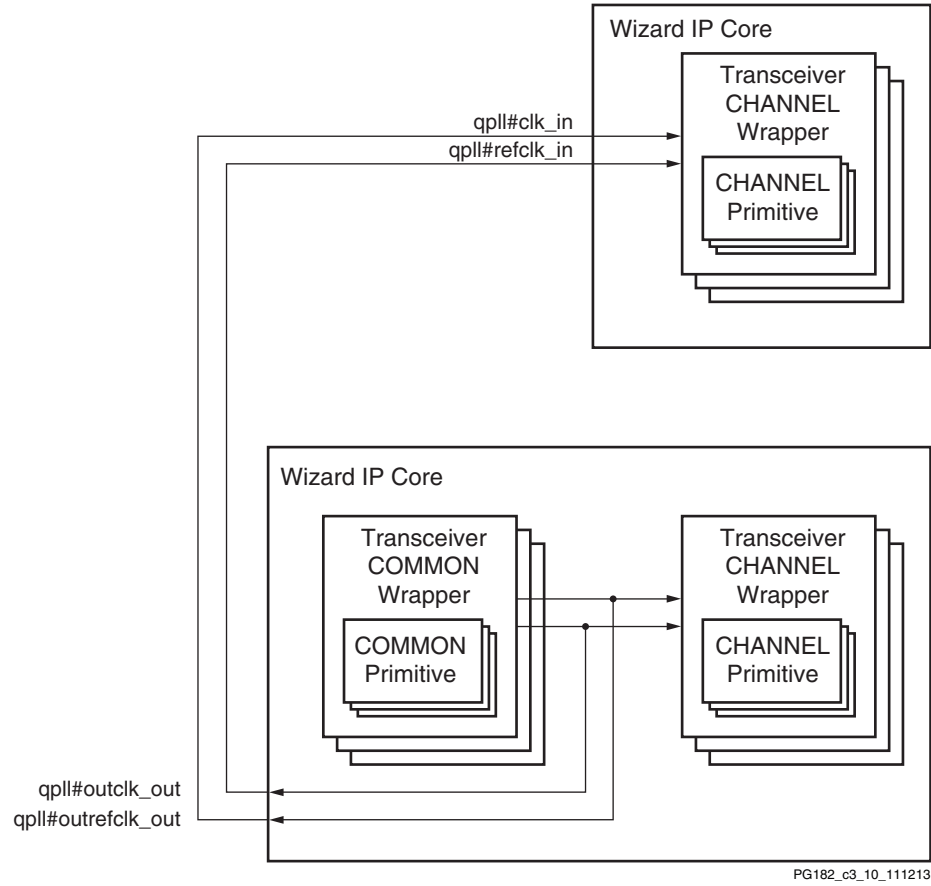 Wizard IP Core
Transceiver
CHANNEL
Wrapper
CHANNEL
Primitive
qpll#clk_in
qpll#refclk_in
Wizard IP Core
Transceiver
COMMON
Wrapper
COMMON
Primitive
Transceiver
CHANNEL
Wrapper
CHANNEL
Primitive
qpll#outclk_out
qpll#outrefclk_out
PG182_c3_10_111213